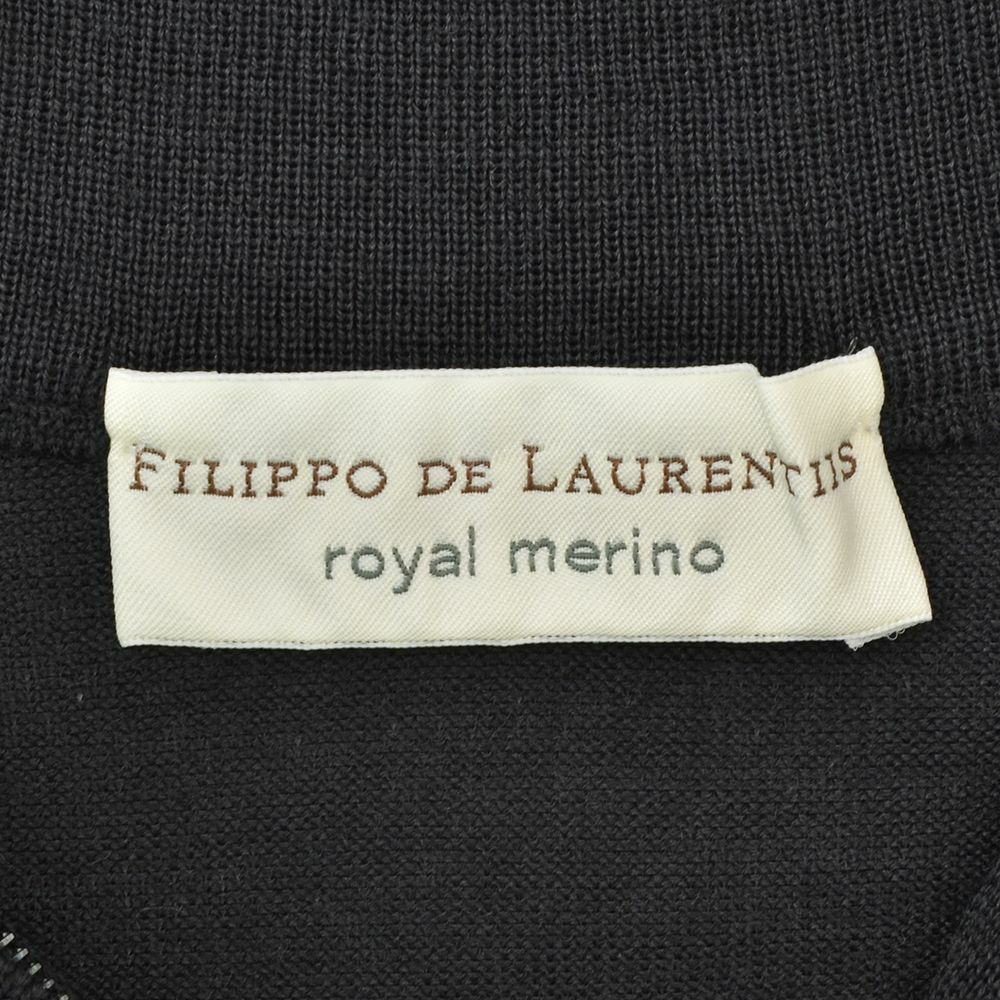 FILIPPO DE LAURENTIIS
royal merino